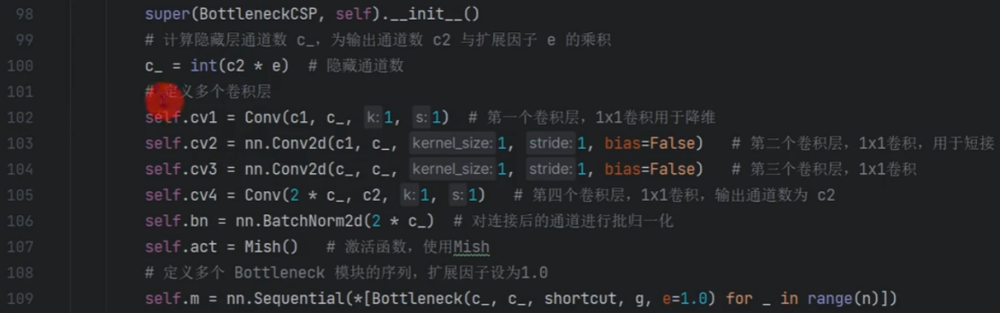 98 super(BottleneckCSP, self).__init__()
99 # 计算隐藏层通道数 c_，为输出通道数 c2 与扩展因子 e 的乘积
100 c_ = int(c2 * e)  # 隐藏通道数
101 # 定义多个卷积层
102 self.cv1 = Conv(c1, c_, k: 1, s: 1)  # 第一个卷积层，1x1卷积用于降维
103 self.cv2 = nn.Conv2d(c1, c_, kernel_size: 1, stride: 1, bias=False)  # 第二个卷积层，1x1卷积，用于短接
104 self.cv3 = nn.Conv2d(c_, c_, kernel_size: 1, stride: 1, bias=False)  # 第三个卷积层，1x1卷积
105 self.cv4 = Conv(2 * c_, c2, k: 1, s: 1)  # 第四个卷积层，1x1卷积，输出通道数为 c2
106 self.bn = nn.BatchNorm2d(2 * c_)  # 对连接后的通道进行批归一化
107 self.act = Mish()  # 激活函数，使用Mish
108 # 定义多个 Bottleneck 模块的序列，扩展因子设为1.0
109 self.m = nn.Sequential(*[Bottleneck(c_, c_, shortcut, g, e=1.0) for _ in range(n)])